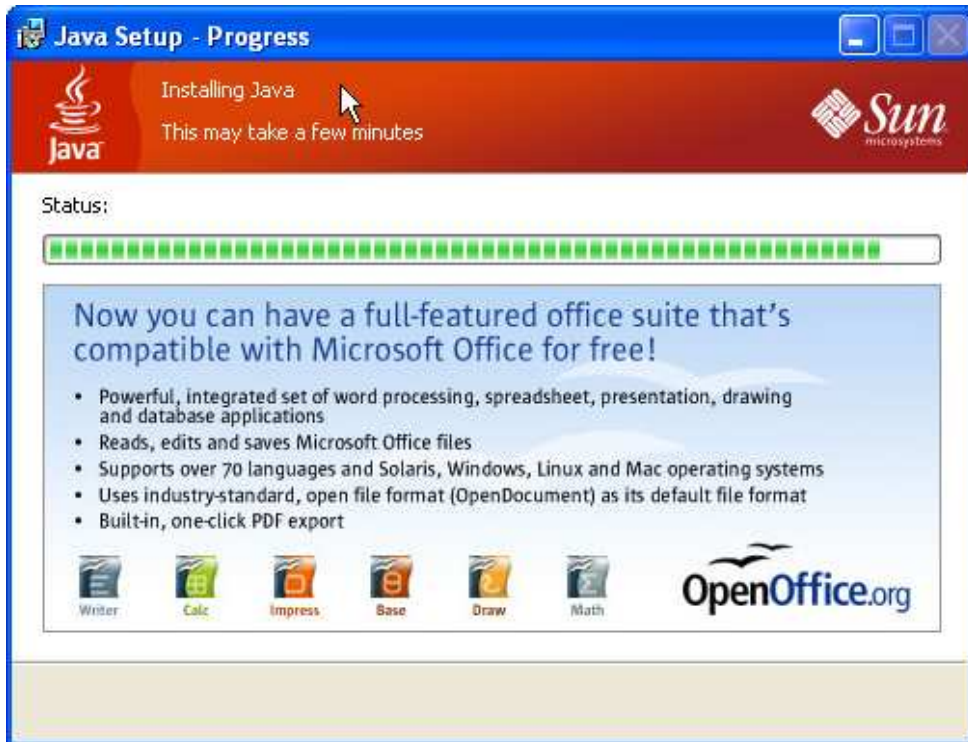 Java Setup - Progress
Installing Java
This may take a few minutes
Java
Sun
microsystems
Status:
Now you can have a full-featured office suite that's
compatible with Microsoft Office for free!
• Powerful, integrated set of word processing, spreadsheet, presentation, drawing
and database applications
• Reads, edits and saves Microsoft Office files
• Supports over 70 languages and Solaris, Windows, Linux and Mac operating systems
• Uses industry-standard, open file format (OpenDocument) as its default file format
• Built-in, one-click PDF export
Writer Calc Impress Base Draw Math
OpenOffice.org